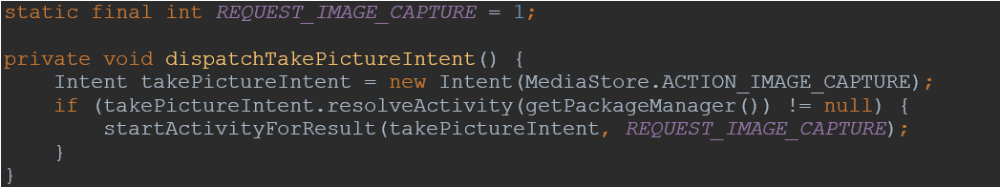 static final int REQUEST_IMAGE_CAPTURE = 1;

private void dispatchTakePictureIntent() {
    Intent takePictureIntent = new Intent(MediaStore.ACTION_IMAGE_CAPTURE);
    if (takePictureIntent.resolveActivity(getPackageManager()) != null) {
        startActivityForResult(takePictureIntent, REQUEST_IMAGE_CAPTURE);
    }
}